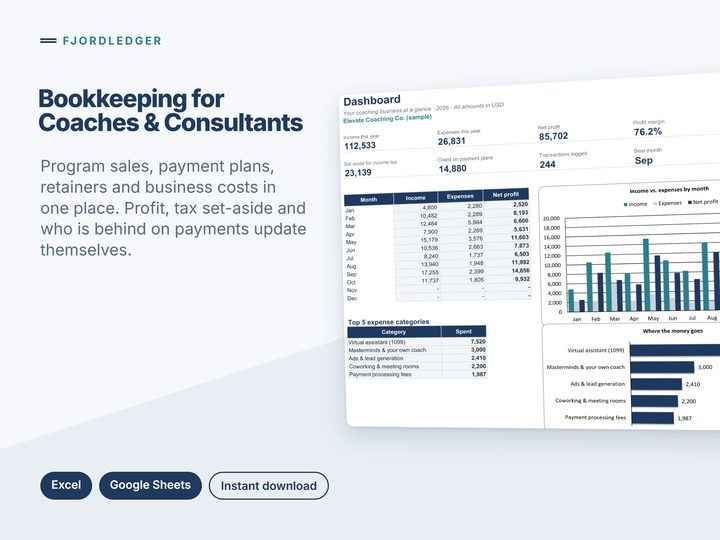 FJORDLEDGER
Bookkeeping for
Coaches & Consultants
Program sales, payment plans,
retainers and business costs in
one place. Profit, tax set-aside and
who is behind on payments update
themselves.
Excel
Google Sheets
Instant download
Dashboard
Your coaching business at a glance · 2026 · All amounts in USD
Elevate Coaching Co. (sample)
Income this year
Expenses this year
Net profit
Profit margin
112,533
26,831
85,702
76.2%
Set aside for income tax
Owed on payment plans
Transactions logged
Best month
23,139
14,880
244
Sep
Month Income Expenses Net profit
Jan 4,800 2,280 2,520
Feb 10,482 2,289 8,193
Mar 12,464 5,864 6,600
Apr 7,900 2,269 5,631
May 15,179 3,576 11,603
Jun 10,536 2,663 7,873
Jul 8,240 1,737 6,503
Aug 13,940 1,948 11,992
Sep 17,255 2,399 14,856
Oct 11,737 1,805 9,932
Nov - - -
Dec - - -
Top 5 expense categories
Category Spent
Virtual assistant (1099) 7,520
Masterminds & your own coach 3,000
Ads & lead generation 2,410
Coworking & meeting rooms 2,200
Payment processing fees 1,987
Income vs. expenses by month
Income Expenses Net profit
20,000
18,000
16,000
14,000
12,000
10,000
8,000
6,000
4,000
2,000
0
Jan Feb Mar Apr May Jun Jul Aug
Where the money goes
Virtual assistant (1099)
Masterminds & your own coach 3,000
Ads & lead generation 2,410
Coworking & meeting rooms 2,200
Payment processing fees 1,987